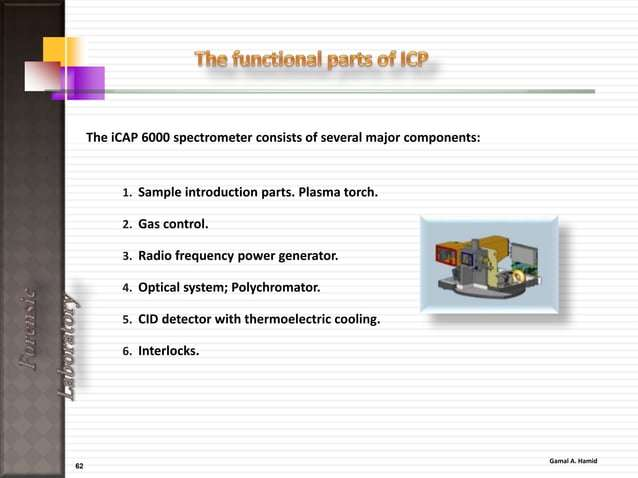 The functional parts of ICP
The iCAP 6000 spectrometer consists of several major components:
1. Sample introduction parts. Plasma torch.
2. Gas control.
3. Radio frequency power generator.
4. Optical system; Polychromator.
5. CID detector with thermoelectric cooling.
6. Interlocks.
Forensic
Laboratory
62
Gamal A. Hamid